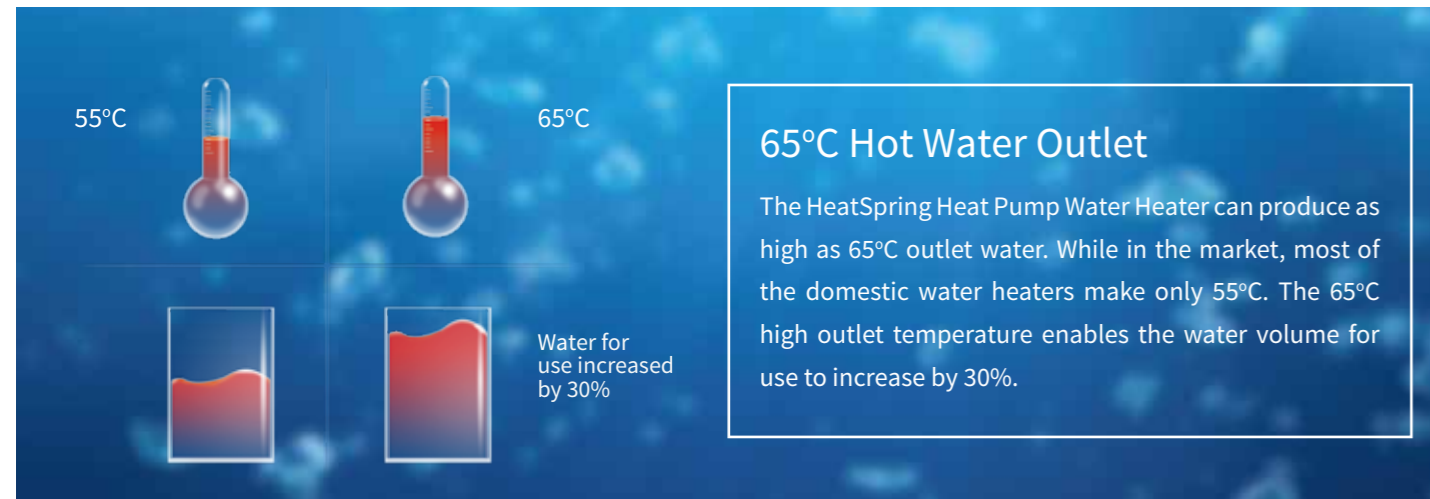 55°C
65°C
Water for
use increased
by 30%
65°C Hot Water Outlet
The HeatSpring Heat Pump Water Heater can produce as
high as 65°C outlet water. While in the market, most of
the domestic water heaters make only 55°C. The 65°C
high outlet temperature enables the water volume for
use to increase by 30%.